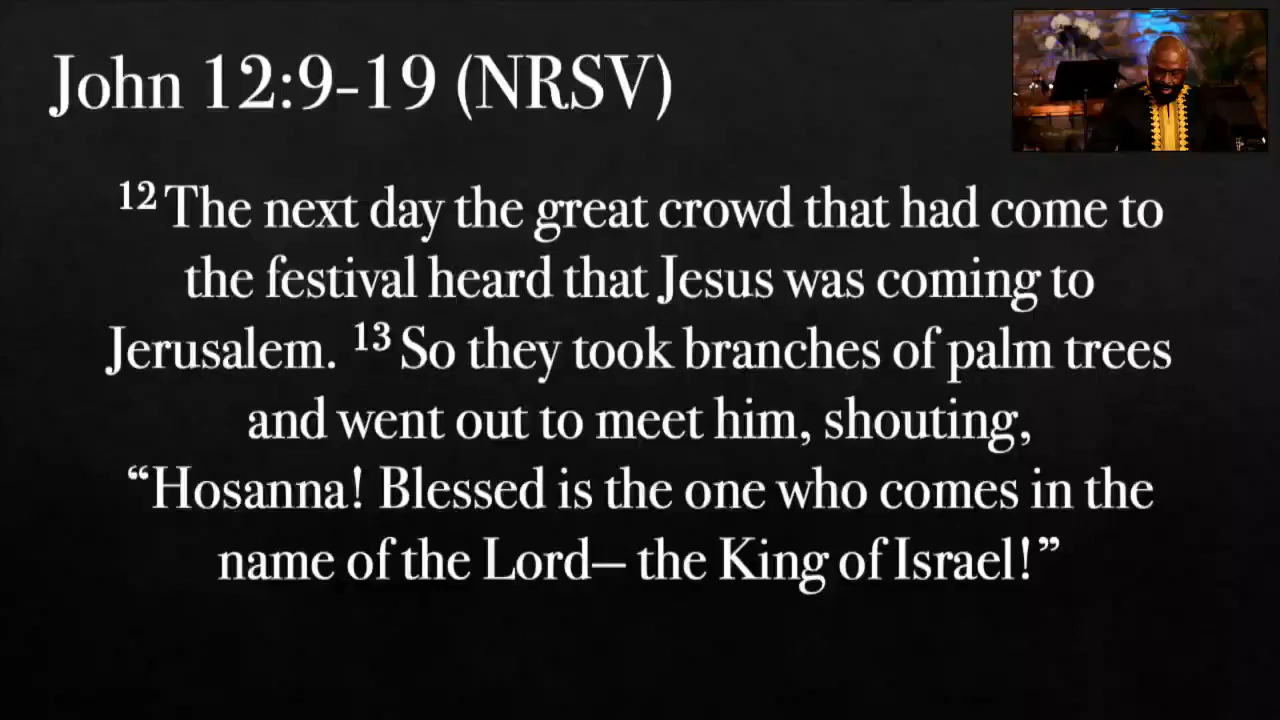 John 12:9-19 (NRSV)
12 The next day the great crowd that had come to
the festival heard that Jesus was coming to
Jerusalem. 13 So they took branches of palm trees
and went out to meet him, shouting,
“Hosanna! Blessed is the one who comes in the
name of the Lord— the King of Israel!”